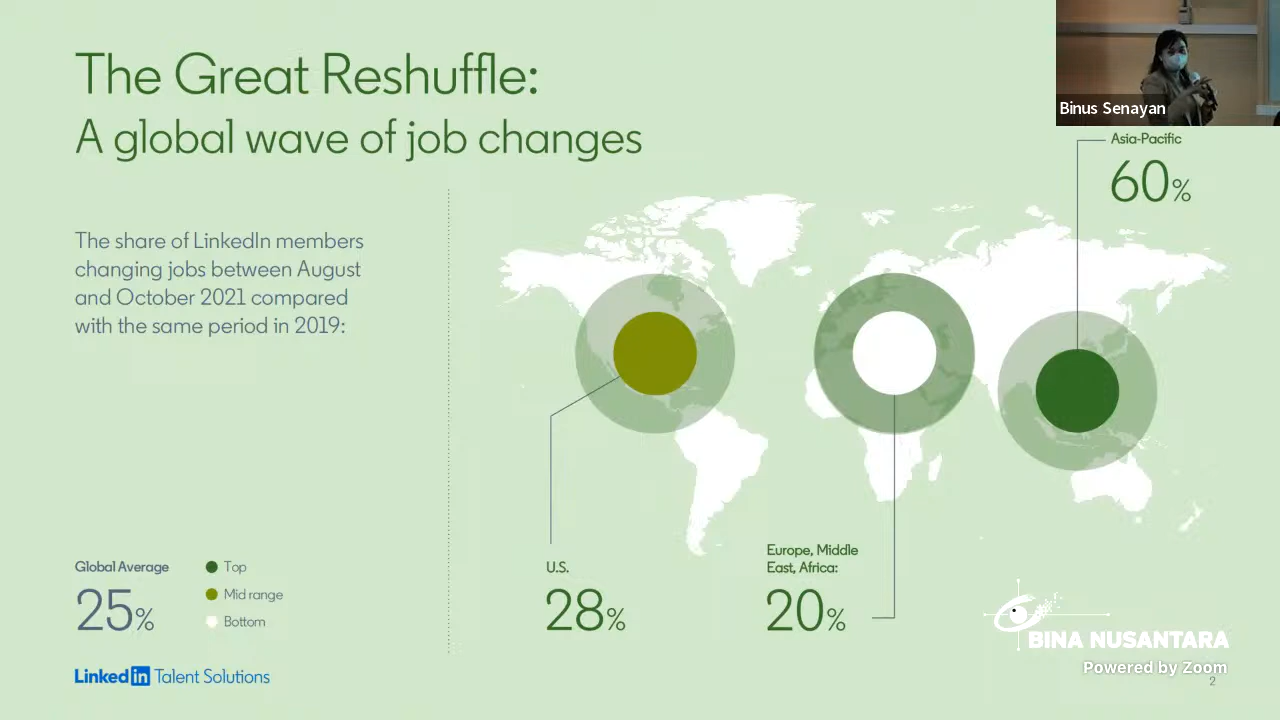 The Great Reshuffle:
A global wave of job changes
Binus Senayan
Asia-Pacific
60%
The share of LinkedIn members
changing jobs between August
and October 2021 compared
with the same period in 2019:
Global Average
25%
Top
Mid range
Bottom
U.S.
28%
Europe, Middle
East, Africa:
20%
BINA NUSANTARA
Powered by Zoom
LinkedIn Talent Solutions
2